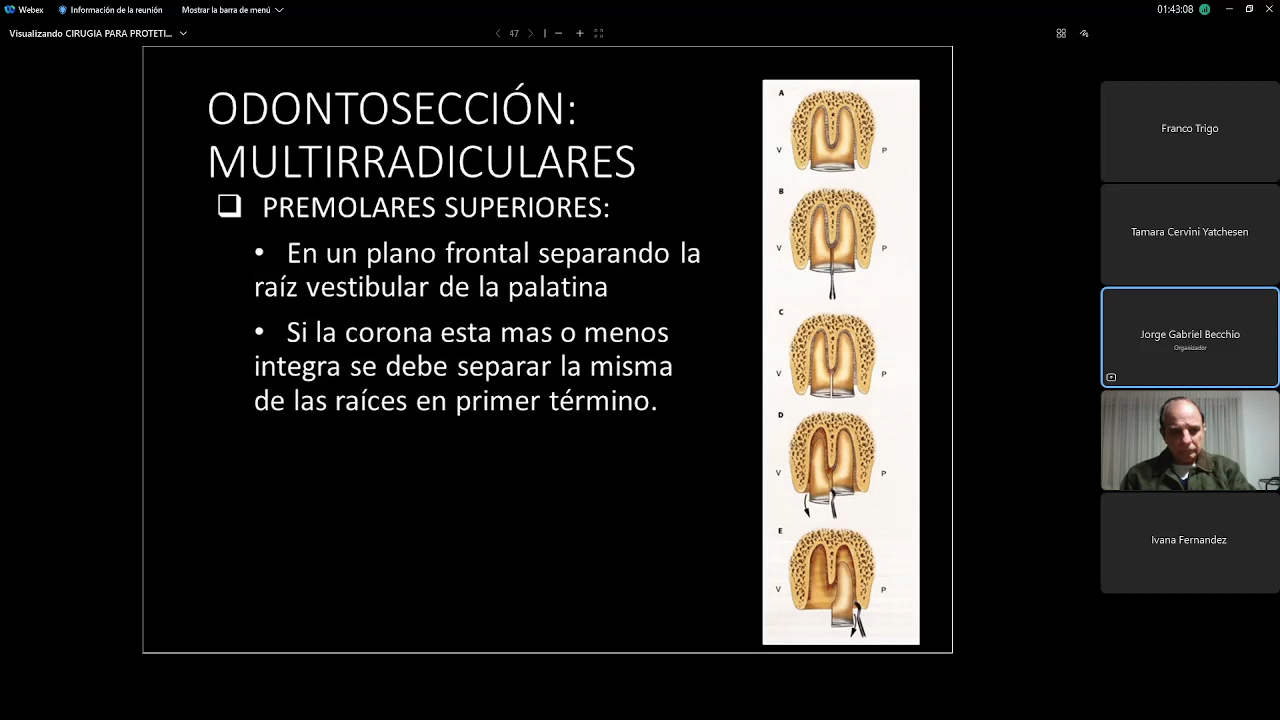 Webex
Información de la reunión
Mostrar la barra de menú
01:43:08
Visualizando CIRUGIA PARA PROTETI...
47
ODONTOSECCIÓN:
MULTIRRADICULARES
PREMOLARES SUPERIORES:
• En un plano frontal separando la
raíz vestibular de la palatina
• Si la corona esta mas o menos
integra se debe separar la misma
de las raíces en primer término.
A
V P
B
V P
C
V P
D
V P
E
V P
Franco Trigo
Tamara Cervini Yatchesen
Jorge Gabriel Becchio
Organizador
Ivana Fernandez